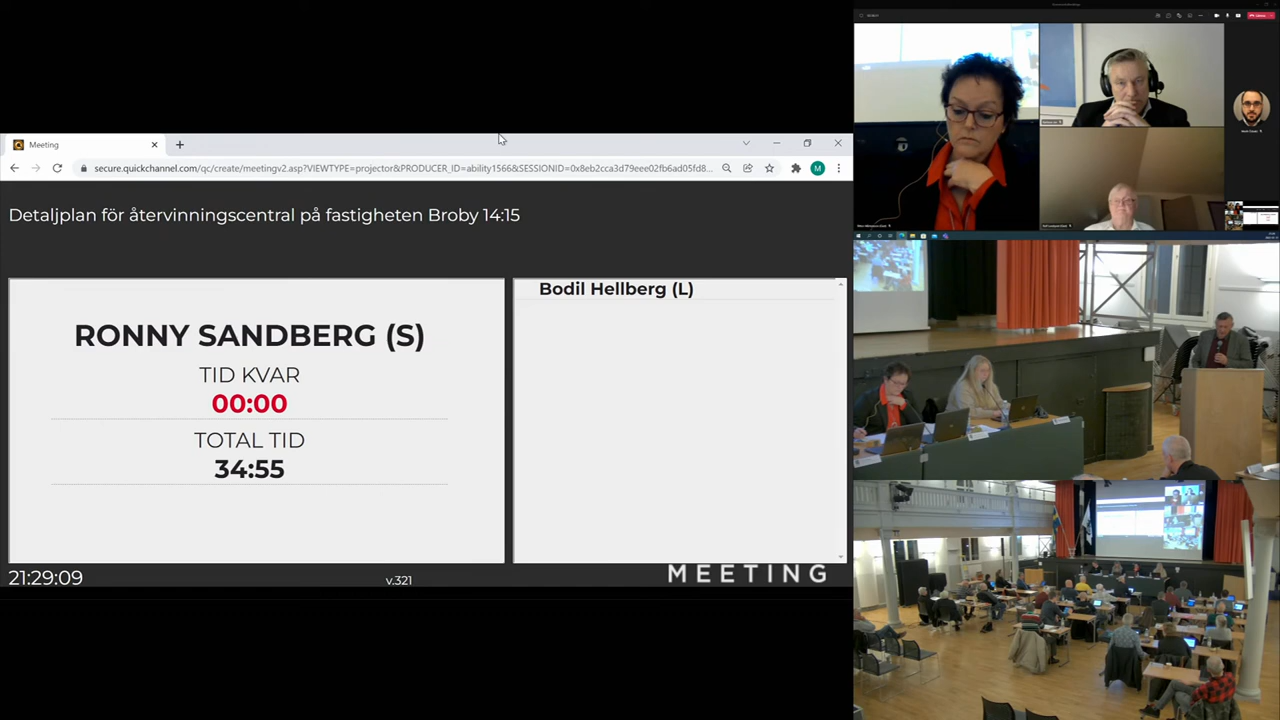 Meeting
secure.quickchannel.com/qc/create/meetingv2.asp?VIEWTYPE=projector&PRODUCER_ID=ability1566&SESSIONID=0x8eb2cca3d79eee02fb6ad05fd8...
M
Detaljplan för återvinningscentral på fastigheten Broby 14:15
RONNY SANDBERG (S)
TID KVAR
00:00
TOTAL TID
34:55
Bodil Hellberg (L)
21:29:09
v.321
MEETING